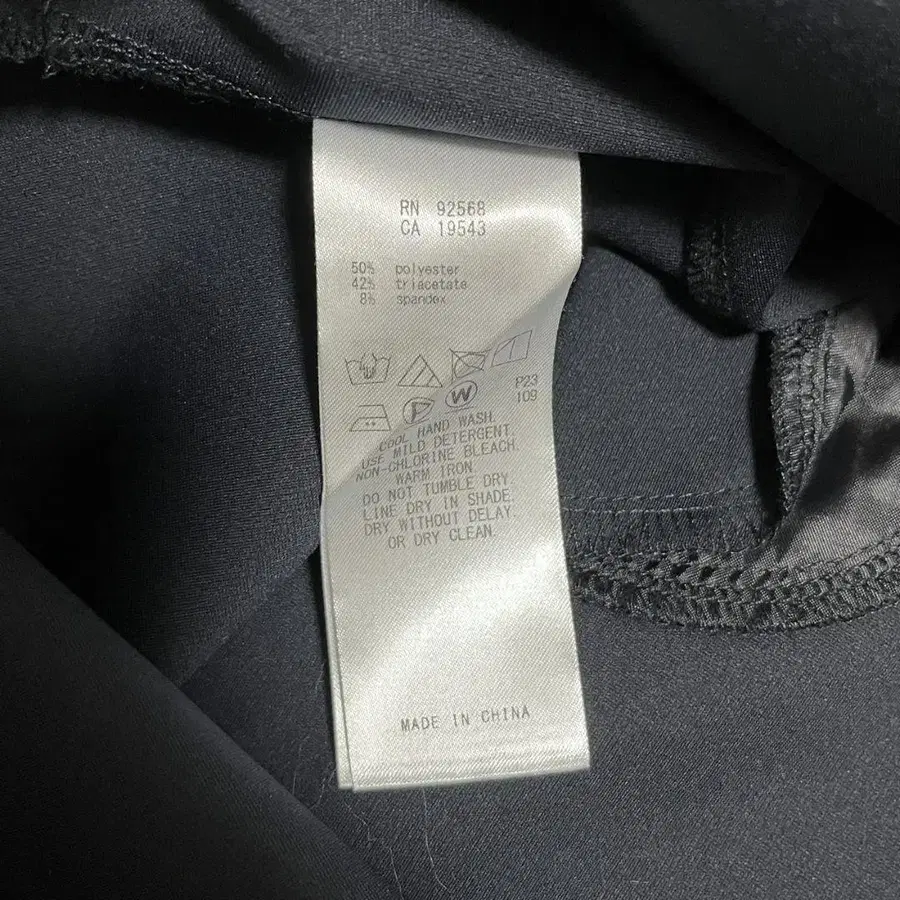 RN 92568
CA 19543
50% polyester
42% triacetate
8% spandex
P
W
P23
109
COOL HAND WASH.
USE MILD DETERGENT.
NON-CHLORINE BLEACH.
WARM IRON.
DO NOT TUMBLE DRY.
LINE DRY IN SHADE.
DRY WITHOUT DELAY.
OR DRY CLEAN.
MADE IN CHINA